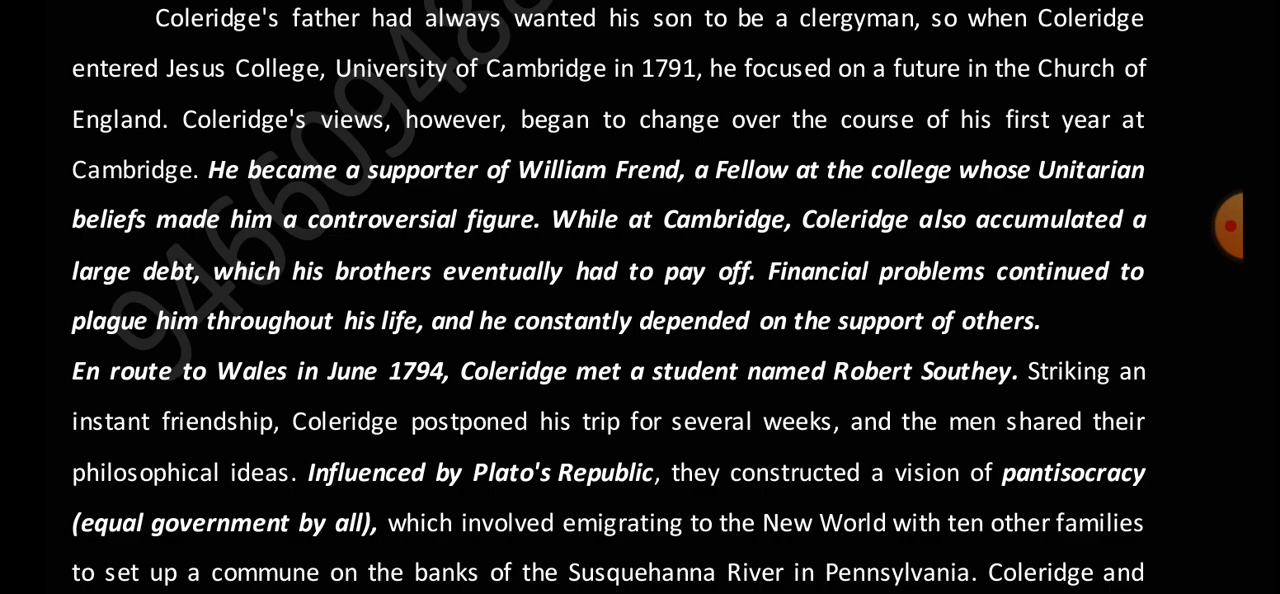 Coleridge's father had always wanted his son to be a clergyman, so when Coleridge
entered Jesus College, University of Cambridge in 1791, he focused on a future in the Church of
England. Coleridge's views, however, began to change over the course of his first year at
Cambridge. He became a supporter of William Frend, a Fellow at the college whose Unitarian
beliefs made him a controversial figure. While at Cambridge, Coleridge also accumulated a
large debt, which his brothers eventually had to pay off. Financial problems continued to
plague him throughout his life, and he constantly depended on the support of others.
En route to Wales in June 1794, Coleridge met a student named Robert Southey. Striking an
instant friendship, Coleridge postponed his trip for several weeks, and the men shared their
philosophical ideas. Influenced by Plato's Republic, they constructed a vision of pantisocracy
(equal government by all), which involved emigrating to the New World with ten other families
to set up a commune on the banks of the Susquehanna River in Pennsylvania. Coleridge and